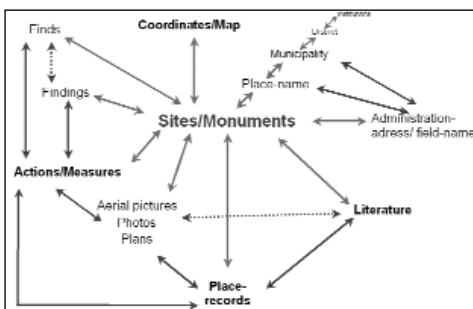 Finds
Coordinates/Map
District
Municipality
Findings
Place-name
Sites/Monuments
Administration-
adress/ field-name
Actions/Measures
Aerial pictures
Photos
Plans
Literature
Place-
records